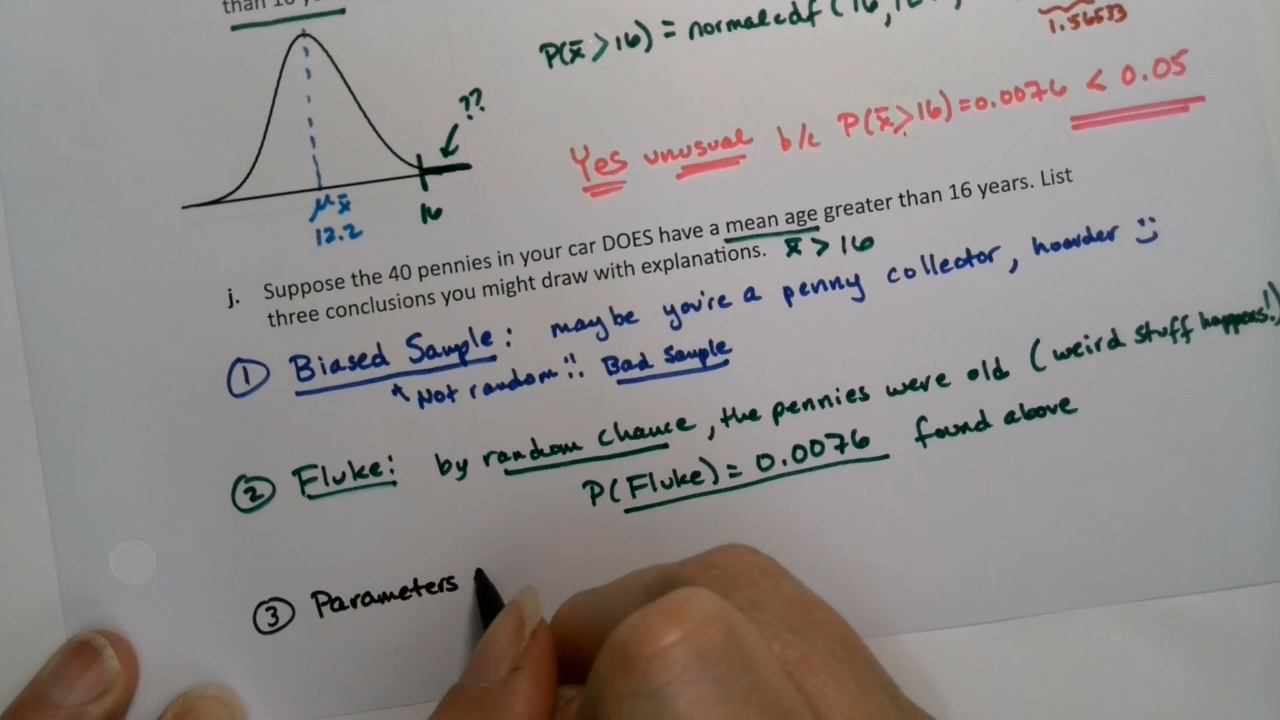 than 16
P(x̄ > 16) = normalcdf (16,
1.56533
??
Yes unusual b/c P(x̄ > 16) = 0.0076 < 0.05
μx̄
12.2
16
j. Suppose the 40 pennies in your car DOES have a mean age greater than 16 years. List
three conclusions you might draw with explanations. x̄ > 16
① Biased Sample: maybe you're a penny collector, hoarder :)
Not random!! Bad Sample
② Fluke: by random chance, the pennies were old (weird stuff happens!)
P(Fluke) = 0.0076 found above
③ Parameters